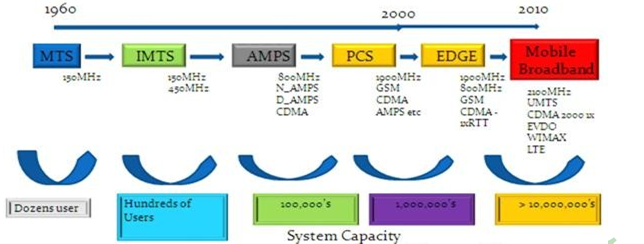 1960
2000
2010
MTS
IMTS
AMPS
PCS
EDGE
Mobile
Broadband
150MHz
150MHz
450MHz
800MHz
N_AMPS
D_AMPS
CDMA
1900MHz
GSM
CDMA
AMPS etc
1900MHz
800MHz
GSM
CDMA -
1xRTT
2100MHz
UMTS
CDMA 2000 1x
EVDO
WIMAX
LTE
Dozens user
Hundreds of
Users
100,000's
1,000,000's
> 10,000,000's
System Capacity